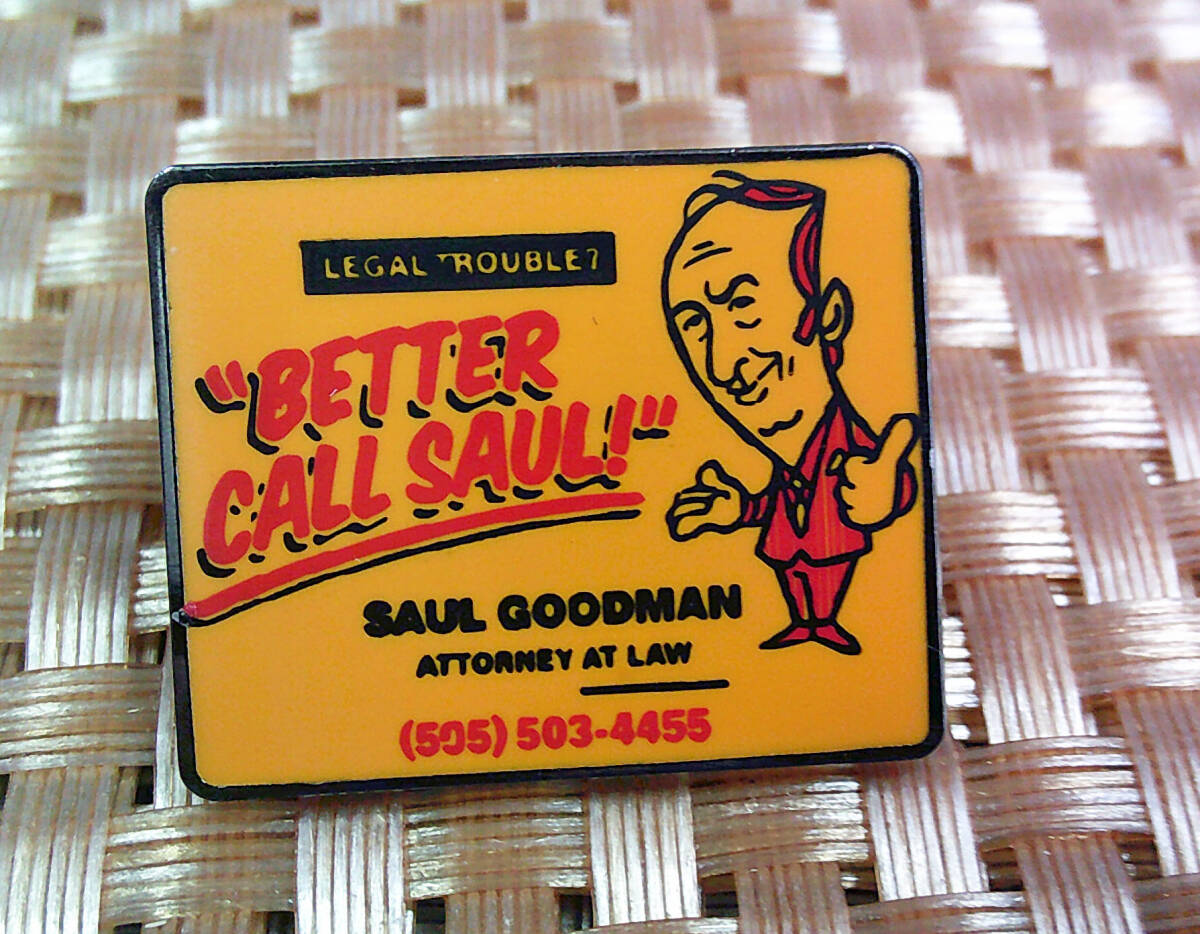 LEGAL TROUBLE?
"BETTER
CALL SAUL!"
SAUL GOODMAN
ATTORNEY AT LAW
(505) 503-4455